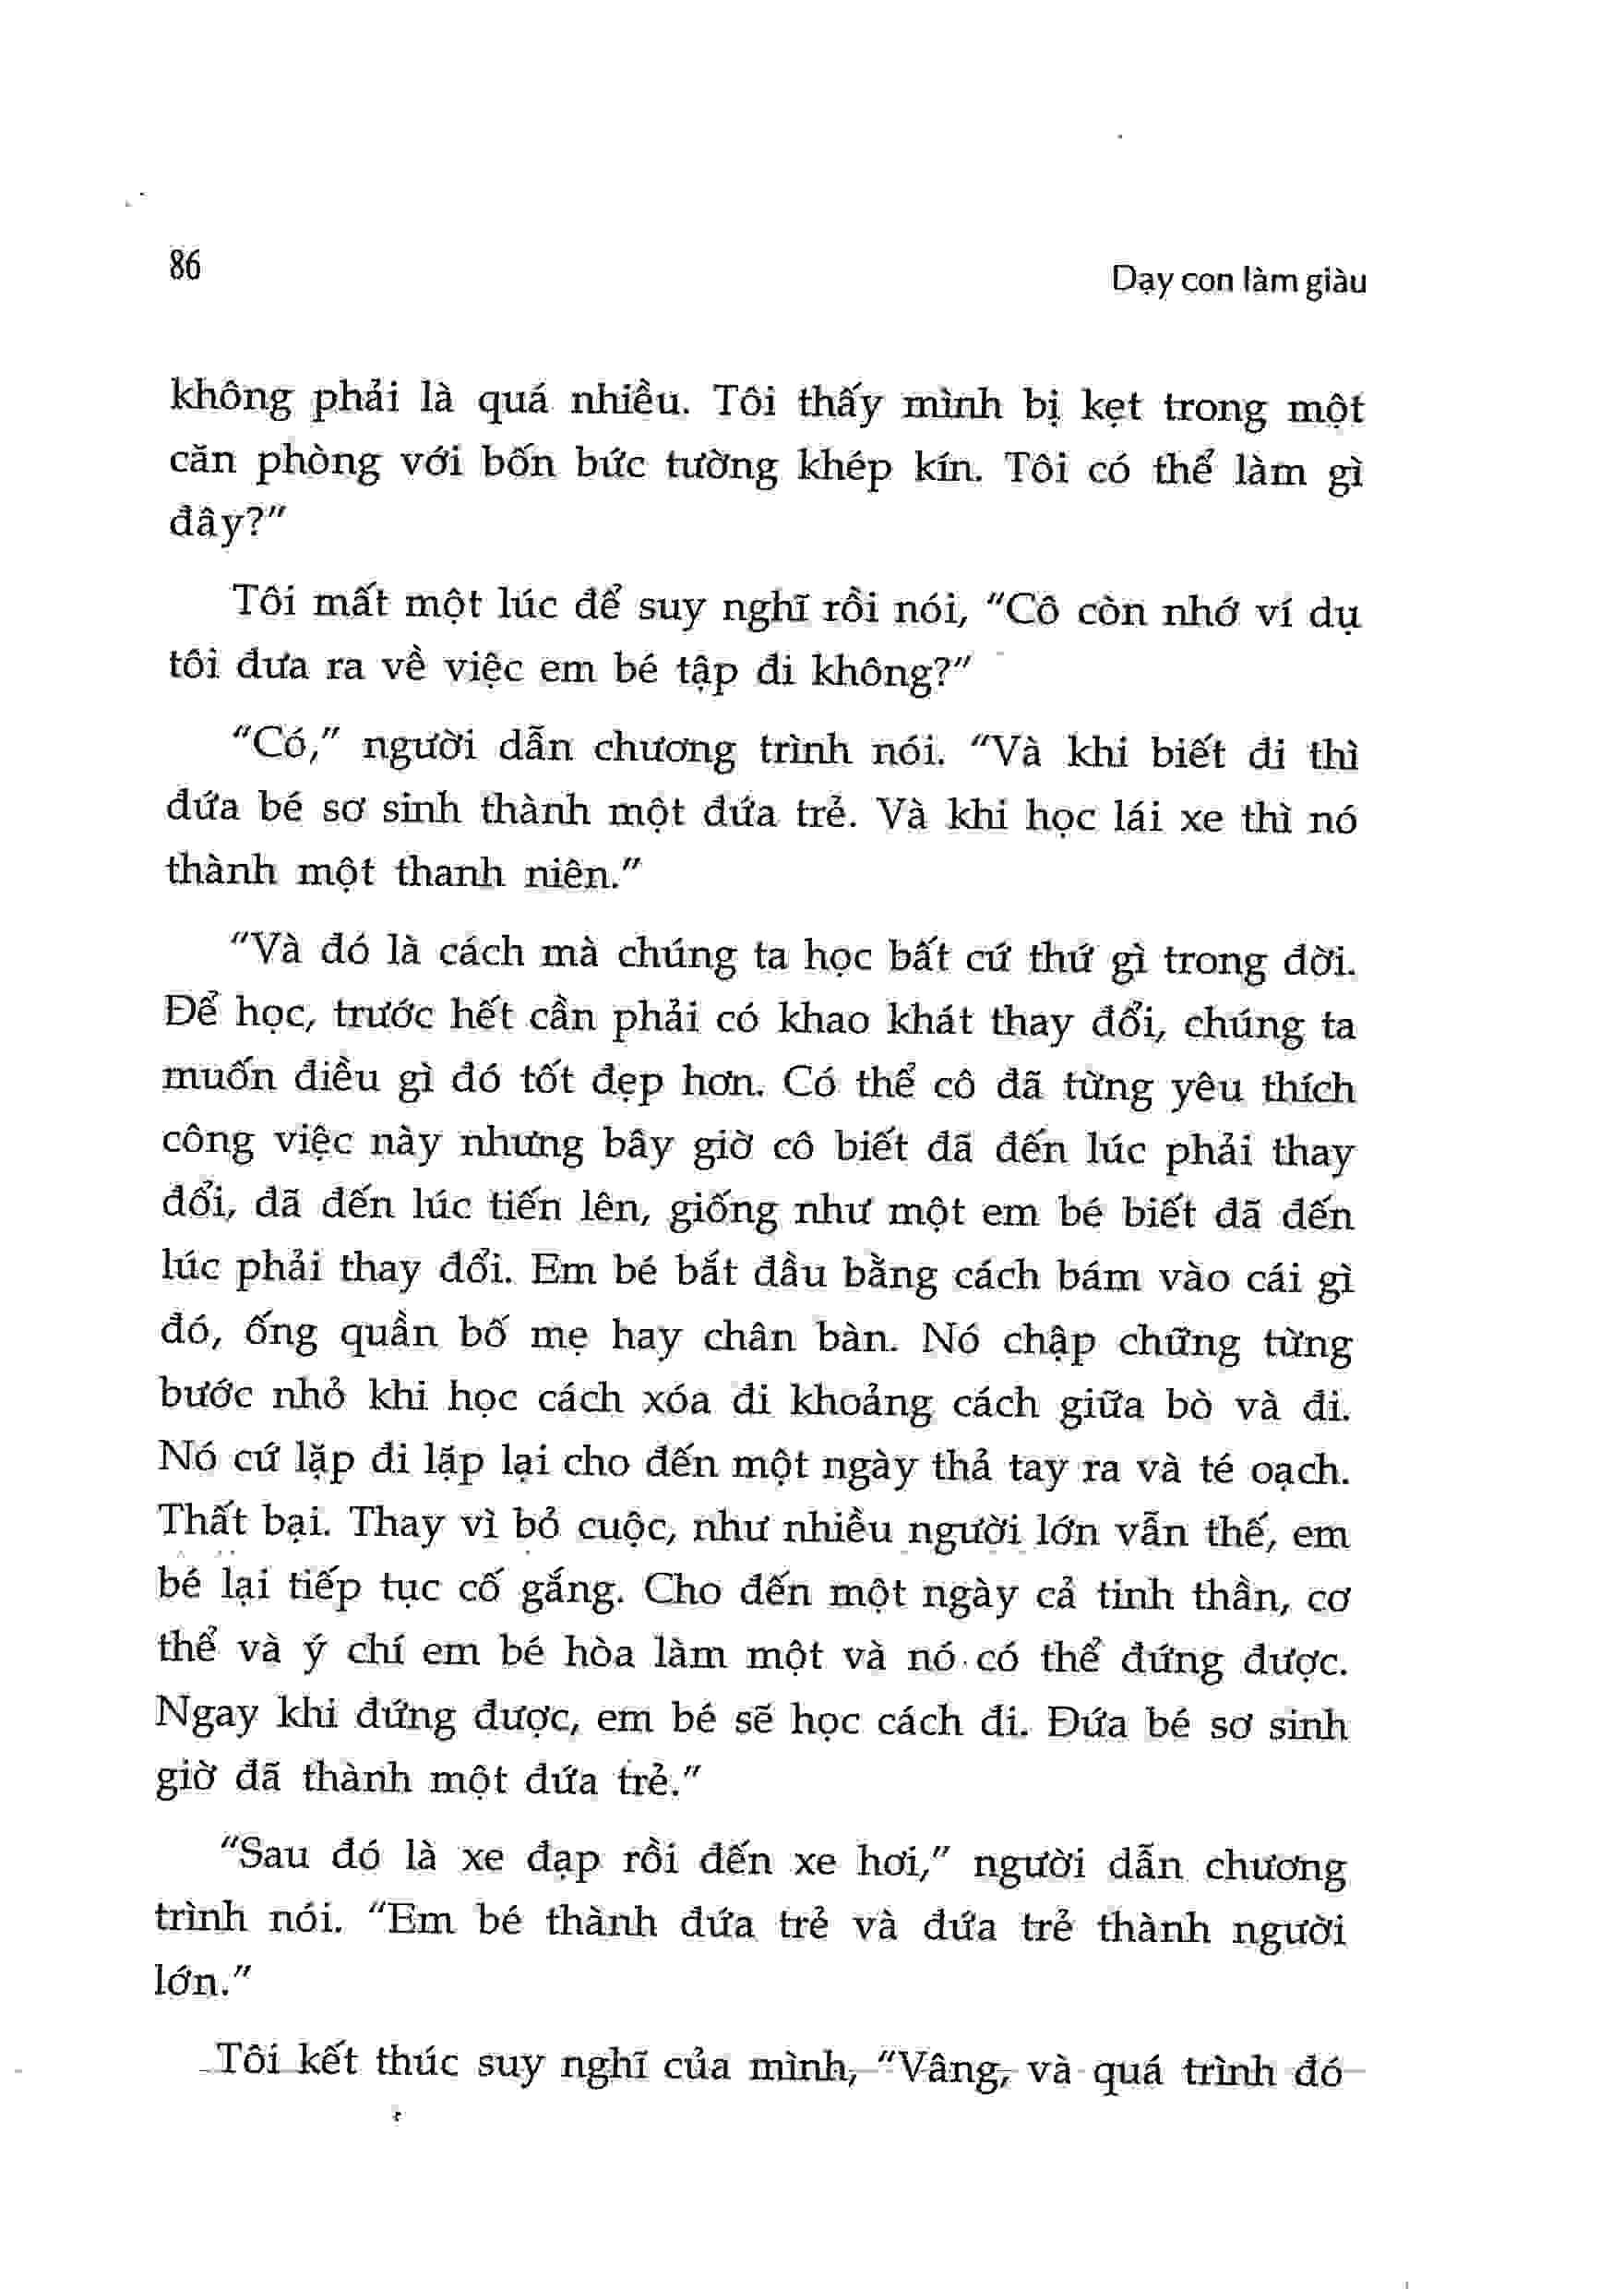 86
Dạy con làm giàu
không phải là quá nhiều. Tôi thấy mình bị kẹt trong một
căn phòng với bốn bức tường khép kín. Tôi có thể làm gì
đây?"
Tôi mất một lúc để suy nghĩ rồi nói, "Cô còn nhớ ví dụ
tôi đưa ra về việc em bé tập đi không?"
"Có," người dẫn chương trình nói. "Và khi biết đi thì
đứa bé sơ sinh thành một đứa trẻ. Và khi học lái xe thì nó
thành một thanh niên."
"Và đó là cách mà chúng ta học bất cứ thứ gì trong đời.
Để học, trước hết cần phải có khao khát thay đổi, chúng ta
muốn điều gì đó tốt đẹp hơn. Có thể cô đã từng yêu thích
công việc này nhưng bây giờ cô biết đã đến lúc phải thay
đổi, đã đến lúc tiến lên, giống như một em bé biết đã đến
lúc phải thay đổi. Em bé bắt đầu bằng cách bám vào cái gì
đó, ống quần bố mẹ hay chân bàn. Nó chập chững từng
bước nhỏ khi học cách xóa đi khoảng cách giữa bò và đi.
Nó cứ lặp đi lặp lại cho đến một ngày thả tay ra và té oạch.
Thất bại. Thay vì bỏ cuộc, như nhiều người lớn vẫn thế, em
bé lại tiếp tục cố gắng. Cho đến một ngày cả tinh thần, cơ
thể và ý chí em bé hòa làm một và nó có thể đứng được.
Ngay khi đứng được, em bé sẽ học cách đi. Đứa bé sơ sinh
giờ đã thành một đứa trẻ."
"Sau đó là xe đạp rồi đến xe hơi," người dẫn chương
trình nói. "Em bé thành đứa trẻ và đứa trẻ thành người
lớn."
Tôi kết thúc suy nghĩ của mình, "Vâng, và quá trình đó